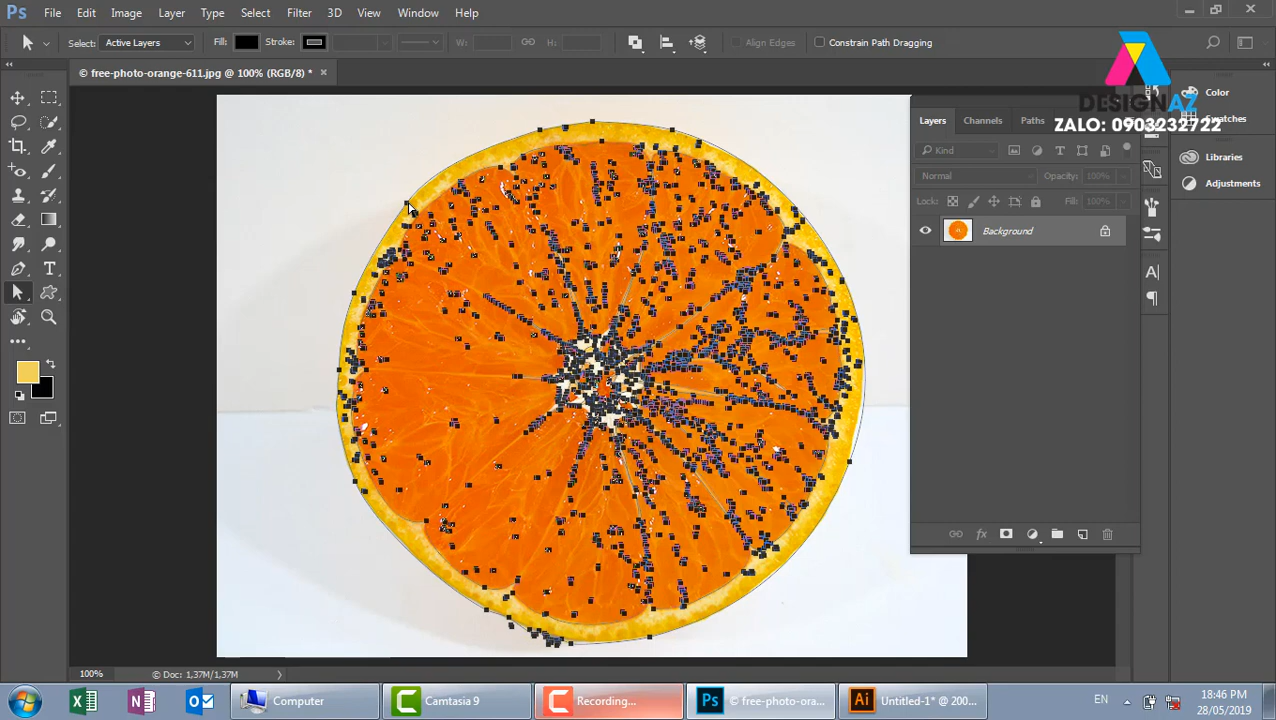 Ps File Edit Image Layer Type Select Filter 3D View Window Help
Select: Active Layers Fill: Stroke: W: H: Align Edges Constrain Path Dragging
© free-photo-orange-611.jpg @ 100% (RGB/8) * ×
DESIGNAZ
ZALO: 0903232722
Color
Swatches
Libraries
Adjustments
Layers Channels Paths
Kind
Normal Opacity: 100%
Lock: Fill: 100%
Background
fx
A
T
T
100% © Doc: 1,37M/1,37M
Computer Camtasia 9 Recording... Ps © free-photo-ora... Ai Untitled-1* @ 200... EN 18:46 PM
28/05/2019